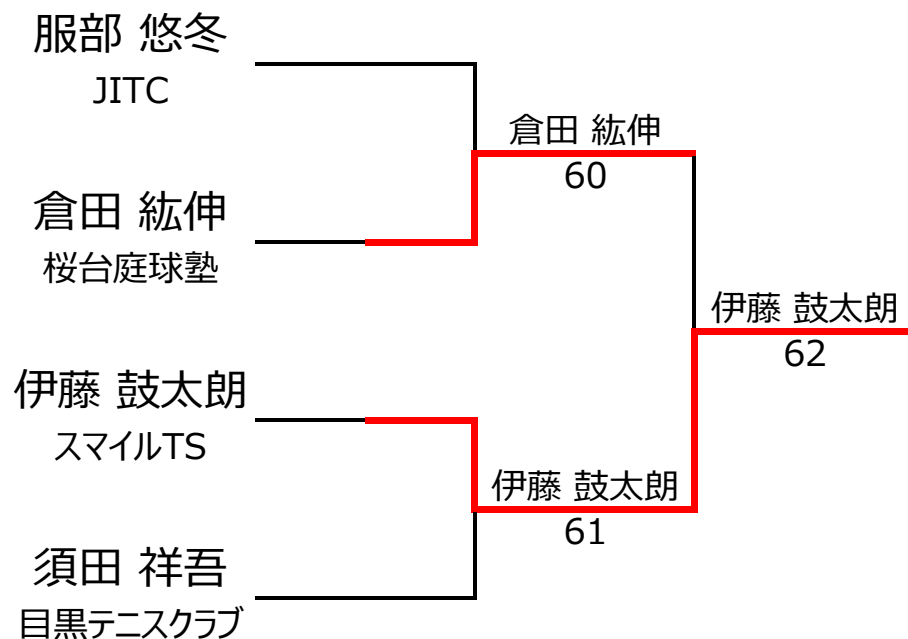 服部 悠冬
JITC
倉田 紘伸
60
倉田 紘伸
桜台庭球塾
伊藤 鼓太朗
62
伊藤 鼓太朗
スマイルTS
伊藤 鼓太朗
61
須田 祥吾
目黒テニスクラブ